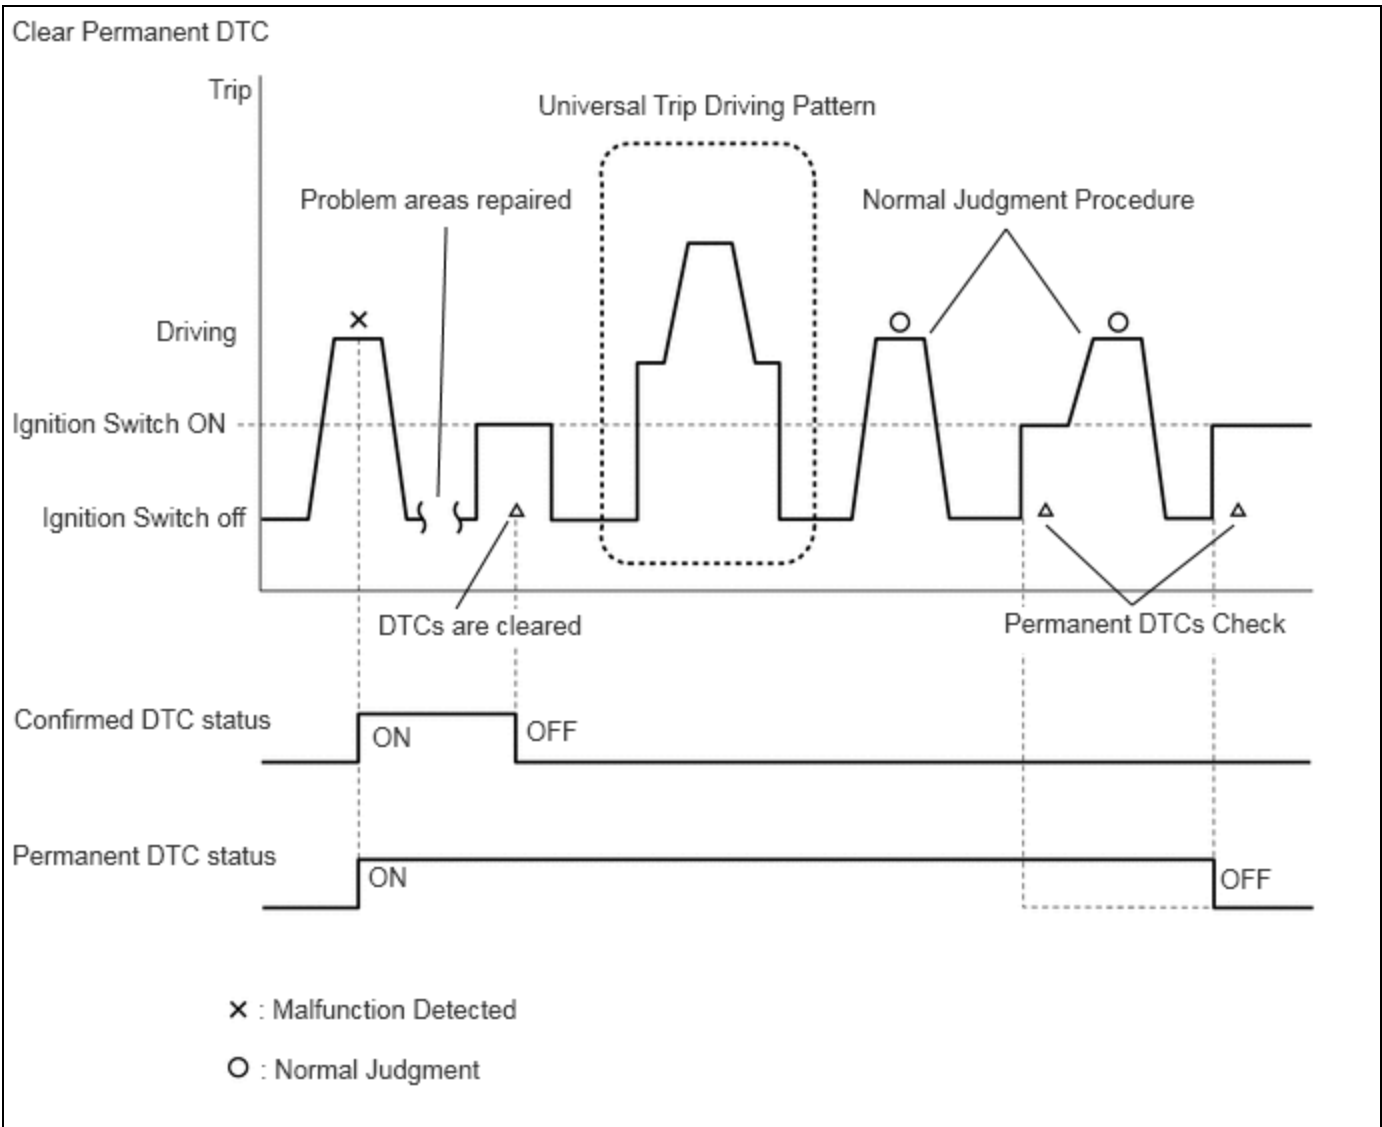 Clear Permanent DTC
Trip
Universal Trip Driving Pattern
Problem areas repaired
Normal Judgment Procedure
Driving
Ignition Switch ON
Ignition Switch off
DTCs are cleared
Permanent DTCs Check
Confirmed DTC status
ON
OFF
Permanent DTC status
ON
OFF
× : Malfunction Detected
○ : Normal Judgment